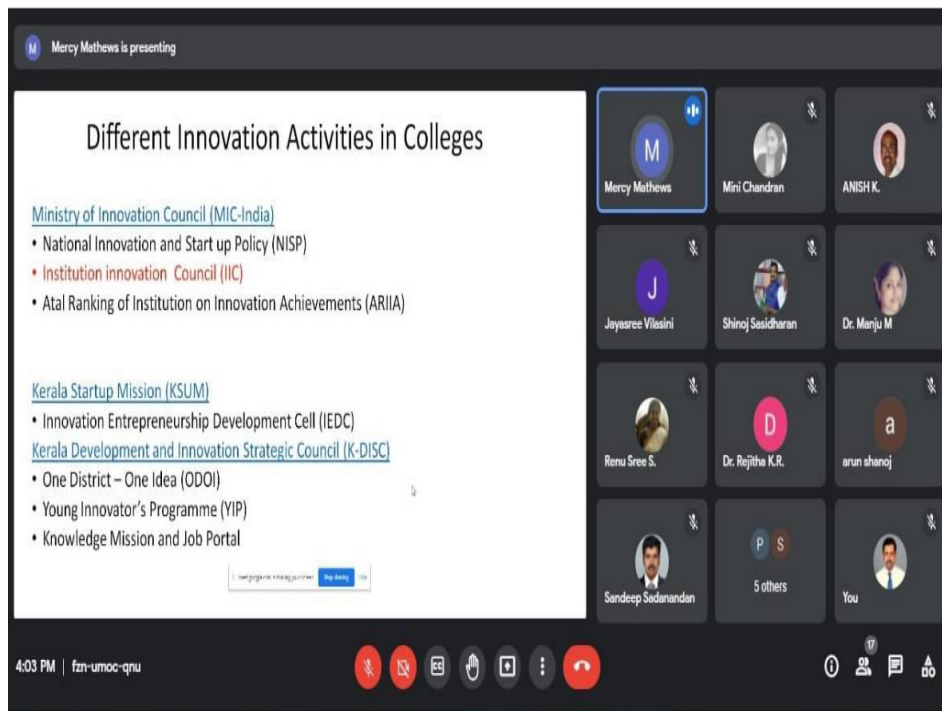 M Mercy Mathews is presenting
Different Innovation Activities in Colleges
Ministry of Innovation Council (MIC-India)
• National Innovation and Start up Policy (NISP)
• Institution innovation Council (IIC)
• Atal Ranking of Institution on Innovation Achievements (ARIIA)
Kerala Startup Mission (KSUM)
• Innovation Entrepreneurship Development Cell (IEDC)
Kerala Development and Innovation Strategic Council (K-DISC)
• One District – One Idea (ODOI)
• Young Innovator's Programme (YIP)
• Knowledge Mission and Job Portal
Stop sharing
M
Mercy Mathews
Mini Chandran
ANISH K.
J
Jayasree Vilasini
Shinoj Sasidharan
Dr. Manju M
Renu Sree S.
D
Dr. Rejitha K.R.
a
arun shanoj
Sandeep Sadanandan
P S
5 others
You
4:03 PM | fzn-umoc-qnu
CC
17